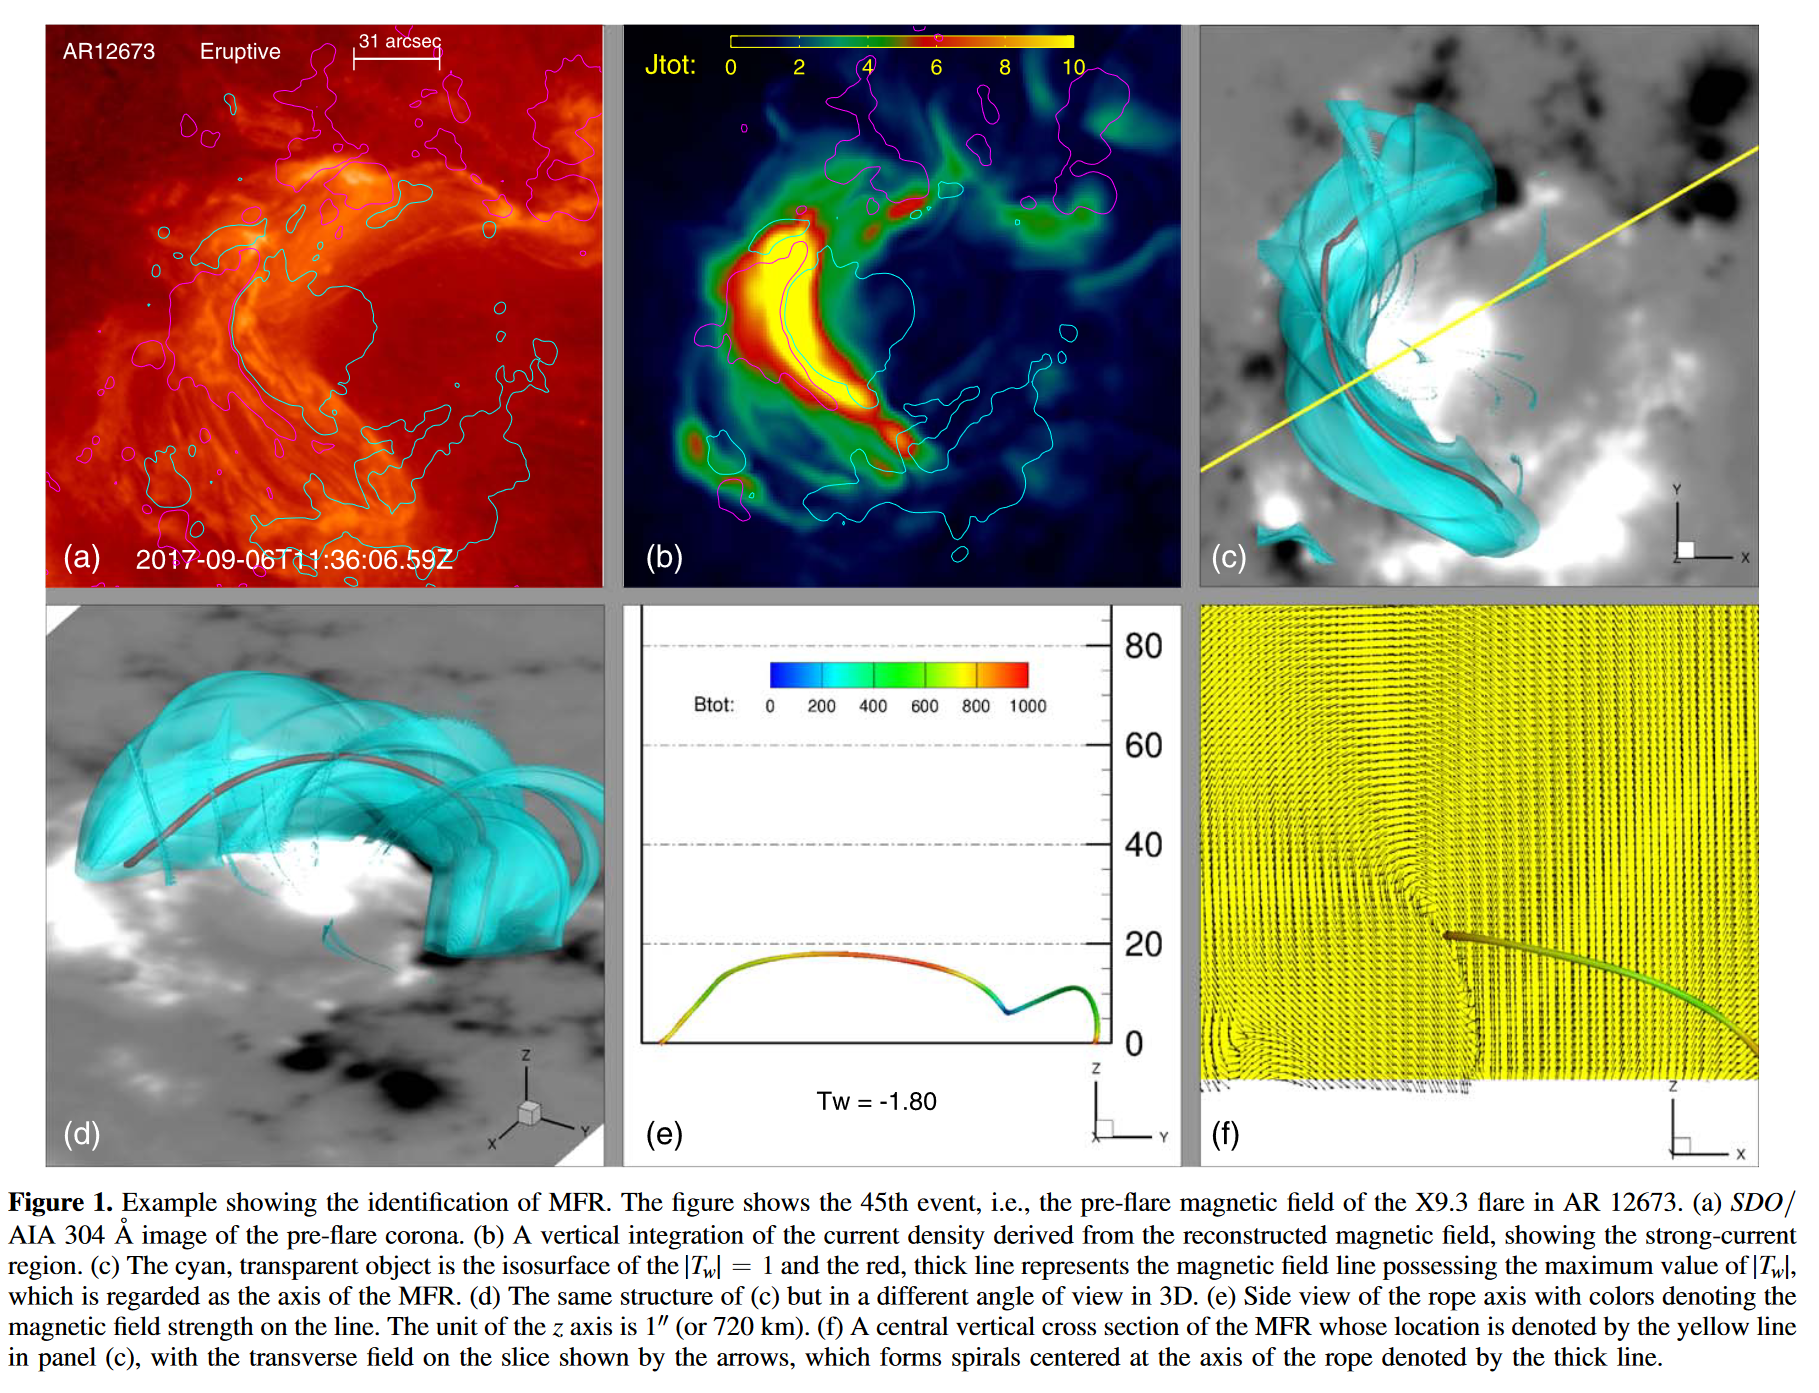 AR12673 Eruptive 31 arcsec
(a) 2017-09-06T11:36:06.59Z
Jtot: 0 2 4 6 8 10
(b)
(c)
Y
Z X
(d)
Z
X Y
80
Btot: 0 200 400 600 800 1000
60
40
20
0
Tw = -1.80
(e)
Z
X Y
(f)
Z
Y X
Figure 1. Example showing the identification of MFR. The figure shows the 45th event, i.e., the pre-flare magnetic field of the X9.3 flare in AR 12673. (a) SDO/
AIA 304 Å image of the pre-flare corona. (b) A vertical integration of the current density derived from the reconstructed magnetic field, showing the strong-current
region. (c) The cyan, transparent object is the isosurface of the |Tw| = 1 and the red, thick line represents the magnetic field line possessing the maximum value of |Tw|,
which is regarded as the axis of the MFR. (d) The same structure of (c) but in a different angle of view in 3D. (e) Side view of the rope axis with colors denoting the
magnetic field strength on the line. The unit of the z axis is 1″ (or 720 km). (f) A central vertical cross section of the MFR whose location is denoted by the yellow line
in panel (c), with the transverse field on the slice shown by the arrows, which forms spirals centered at the axis of the rope denoted by the thick line.